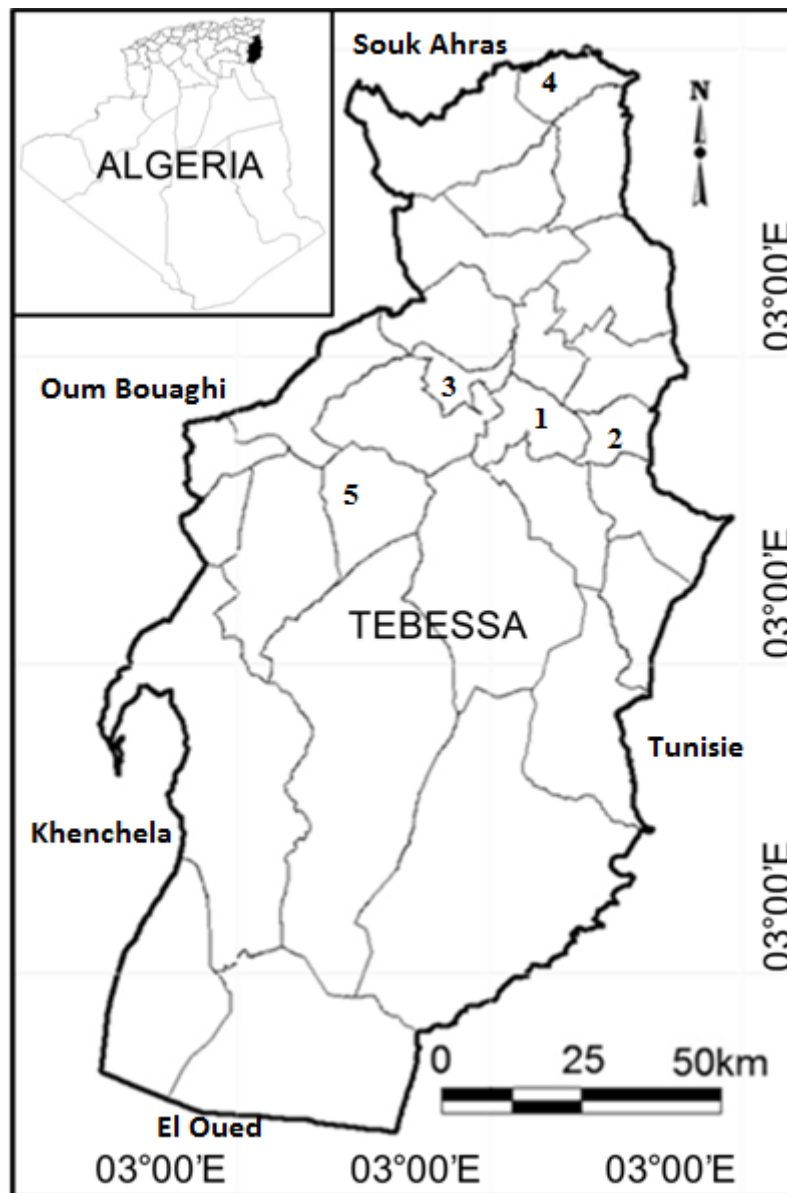 Souk Ahras
4
N
ALGERIA
03°00'E
Oum Bouaghi
3
1
2
5
03°00'E
TEBESSA
Tunisie
Khenchela
03°00'E
0 25 50km
El Oued
03°00'E 03°00'E 03°00'E